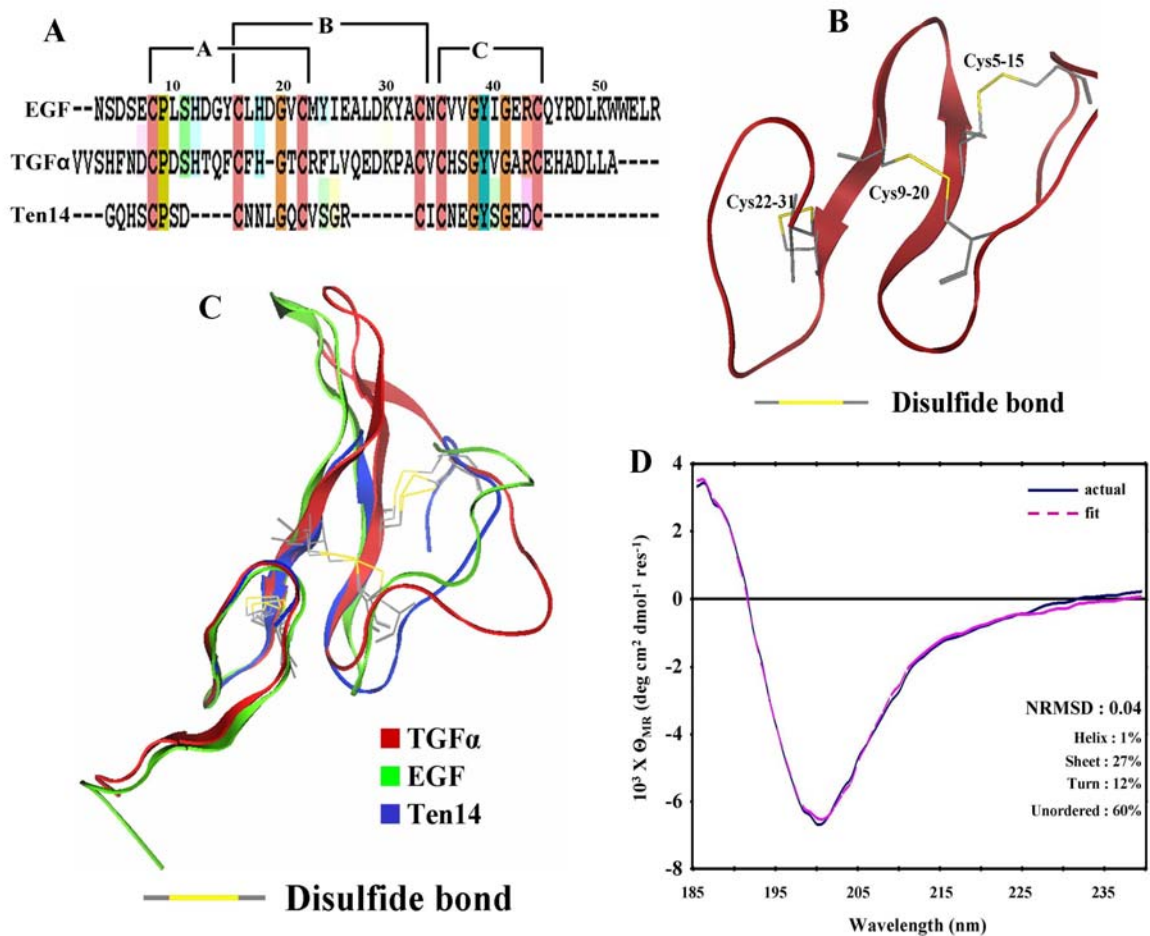 A
B
A
C
10 20 30 40 50
EGF --NSDSECPLSHDGYCLHDGVCMYIEALDKYACNCVVGYIGERCQYRDLKWWELR
TGFα VVSHFNDCPDSHTQFCFH-GTCRFLVQEDKPACVCHSGYVGARCEHADLLA----
Ten14 ---GQHSCPSD----CNNLGQCVSGR------CICNEGYSGEDC-----------
B
Cys5-15
Cys22-31
Cys9-20
Disulfide bond
C
TGFα
EGF
Ten14
Disulfide bond
D
actual
fit
4
2
0
-2
-4
-6
-8
10³ X Θ_MR (deg cm² dmol⁻¹ res⁻¹)
NRMSD : 0.04
Helix : 1%
Sheet : 27%
Turn : 12%
Unordered : 60%
185 195 205 215 225 235
Wavelength (nm)